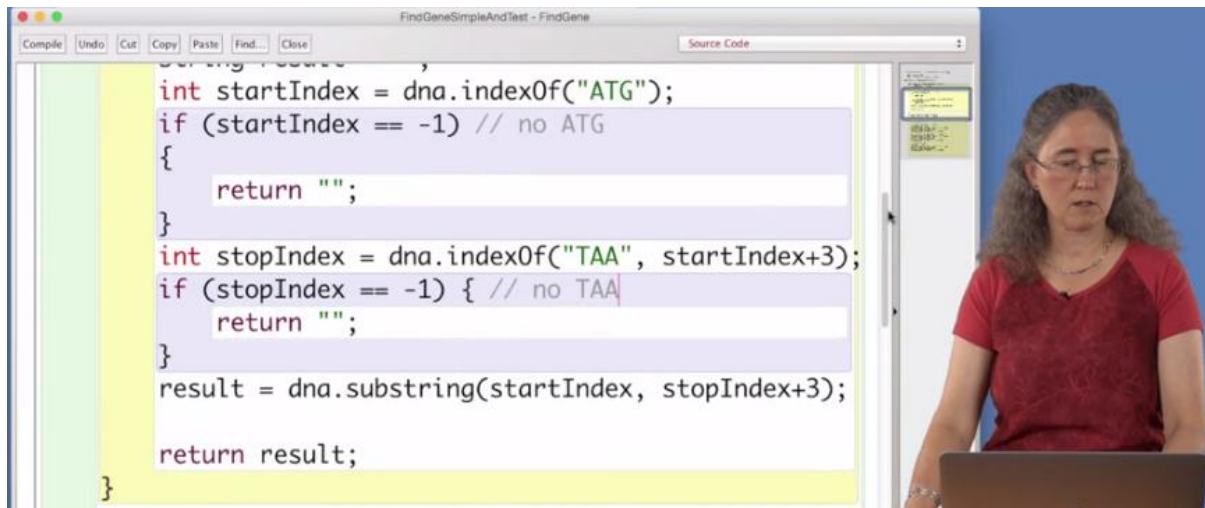 FindGeneSimpleAndTest - FindGene
Compile Undo Cut Copy Paste Find... Close Source Code
int startIndex = dna.indexOf("ATG");
if (startIndex == -1) // no ATG
{
return "";
}
int stopIndex = dna.indexOf("TAA", startIndex+3);
if (stopIndex == -1) { // no TAA
return "";
}
result = dna.substring(startIndex, stopIndex+3);
return result;
}